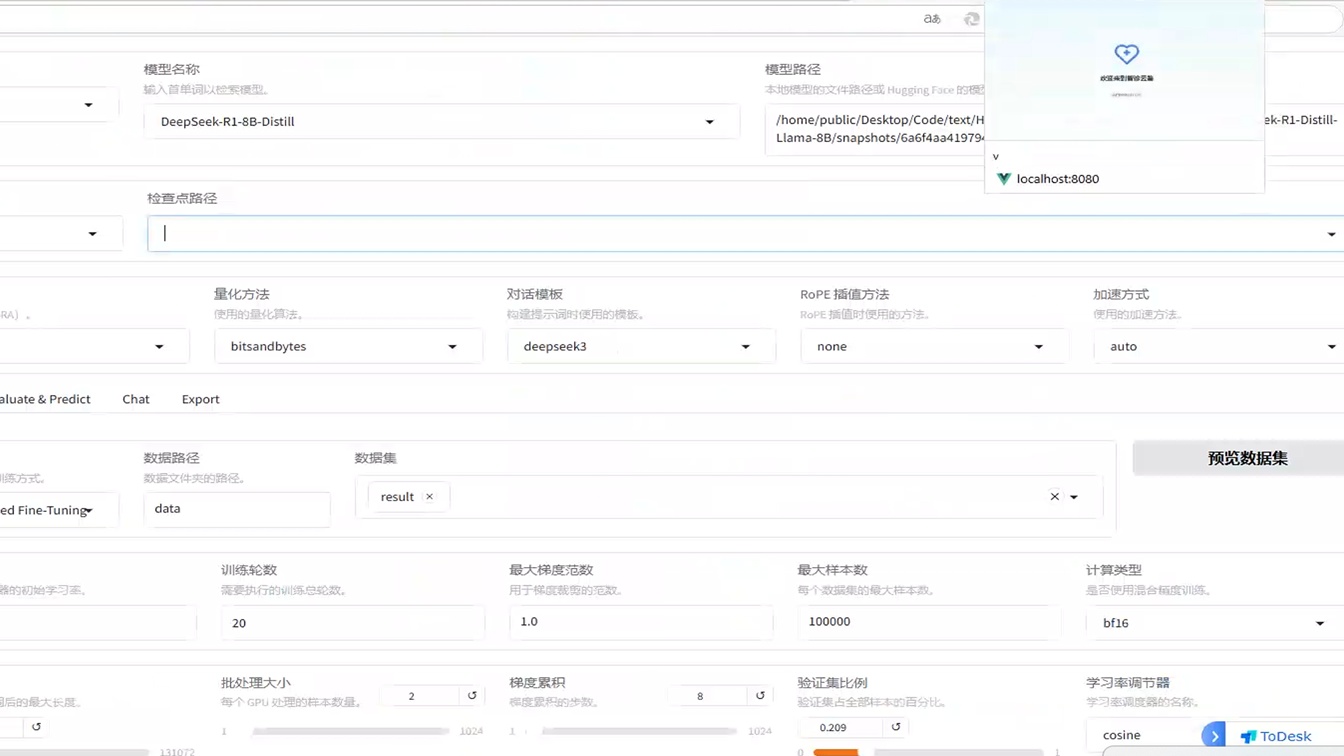 aあ
模型名称
输入首单词以检索模型。
DeepSeek-R1-8B-Distill
模型路径
本地模型的文件路径或 Hugging Face 的模
/home/public/Desktop/Code/text/H
ek-R1-Distill-
Llama-8B/snapshots/6a6f4aa41979
v
localhost:8080
检查点路径
RA）。
量化方法
使用的量化算法。
bitsandbytes
对话模板
构建提示词时使用的模板。
deepseek3
RoPE 插值方法
RoPE 插值时使用的方法。
none
加速方式
使用的加速方法。
auto
aluate & Predict
Chat
Export
训练方式。
ed Fine-Tuning
数据路径
数据文件夹的路径。
data
数据集
result ×
预览数据集
器的初始学习率。
训练轮数
需要执行的训练总轮数。
20
最大梯度范数
用于梯度裁剪的范数。
1.0
最大样本数
每个数据集的最大样本数。
100000
计算类型
是否使用混合精度训练。
bf16
词后的最大长度。
131072
批处理大小
每个 GPU 处理的样本数量。
2
1
1024
梯度累积
梯度累积的步数。
8
1
1024
验证集比例
验证集占全部样本的百分比。
0.209
0
1
学习率调节器
学习率调度器的名称。
cosine
ToDesk